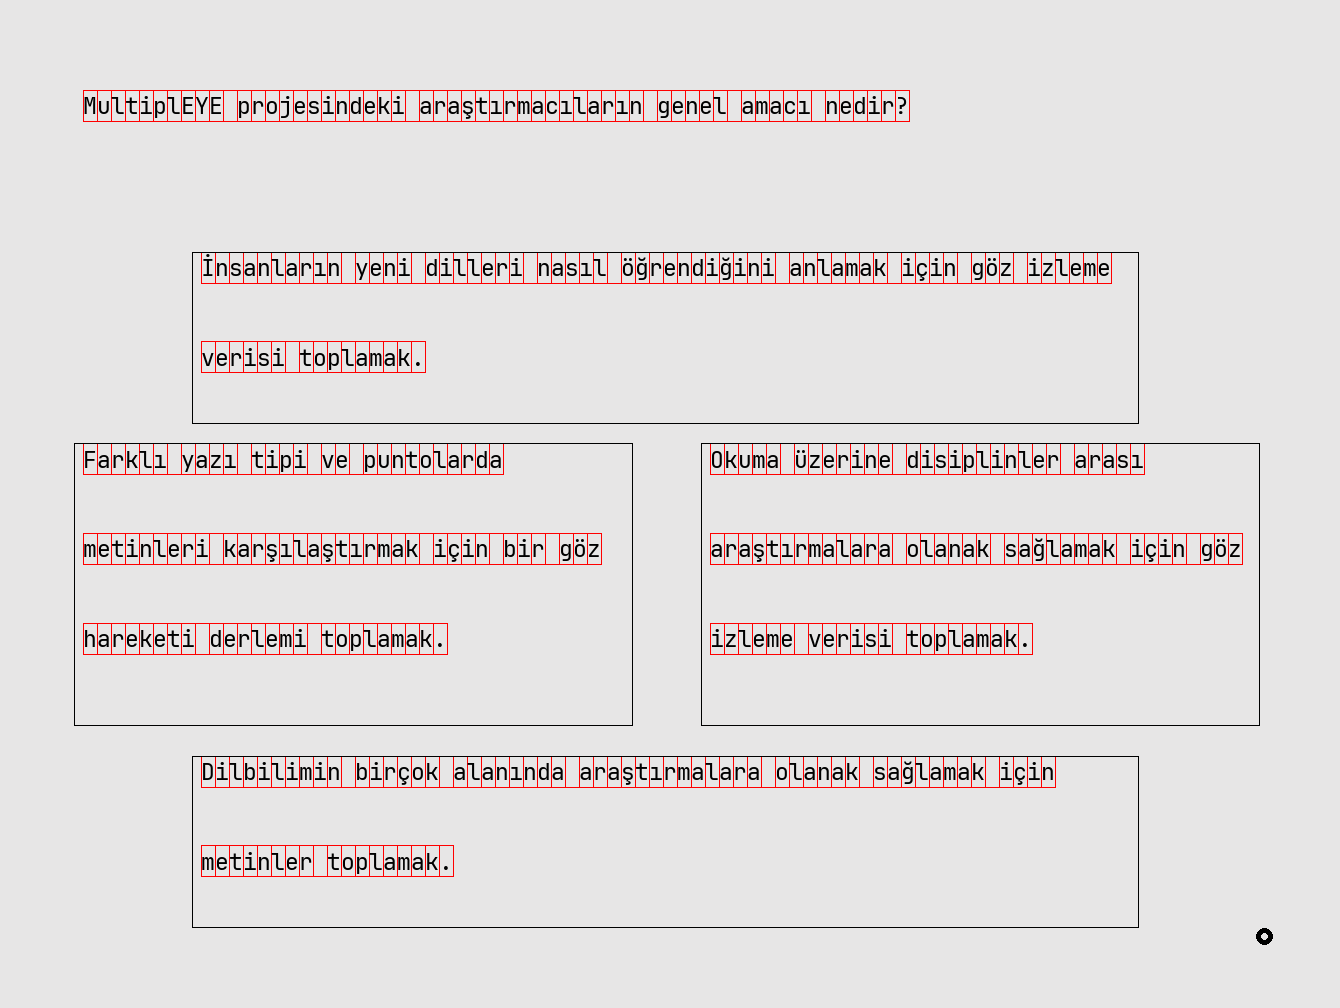 MultiplEYE projesindeki araştırmacıların genel amacı nedir?
İnsanların yeni dilleri nasıl öğrendiğini anlamak için göz izleme
verisi toplamak.
Farklı yazı tipi ve puntolarda
metinleri karşılaştırmak için bir göz
hareketi derlemi toplamak.
Okuma üzerine disiplinler arası
araştırmalara olanak sağlamak için göz
izleme verisi toplamak.
Dilbilimin birçok alanında araştırmalara olanak sağlamak için
metinler toplamak.